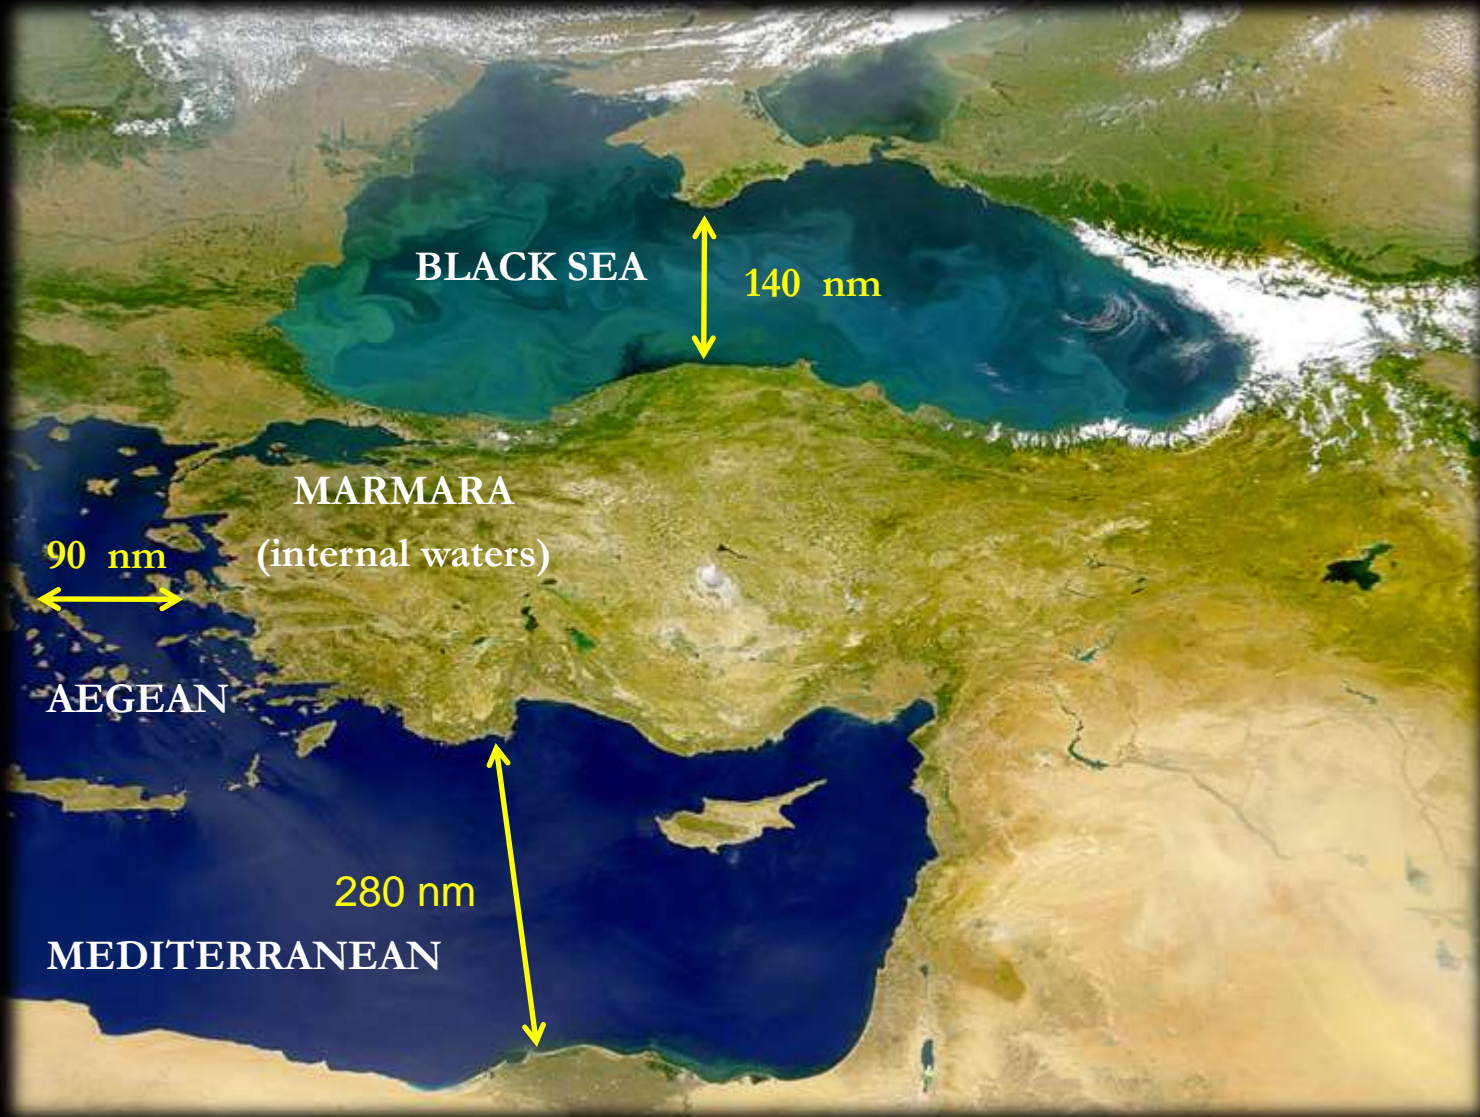 BLACK SEA
140 nm
MARMARA
(internal waters)
90 nm
AEGEAN
280 nm
MEDITERRANEAN